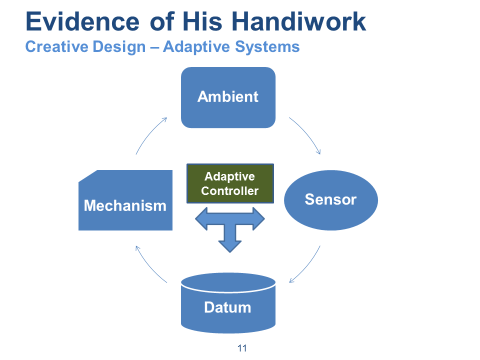 Evidence of His Handiwork
Creative Design – Adaptive Systems
Ambient
Adaptive
Controller
Mechanism
Sensor
Datum
11